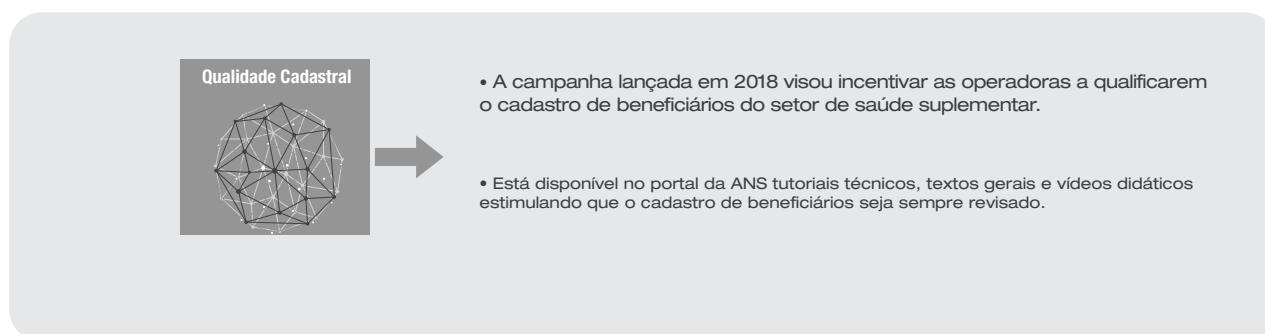 Qualidade Cadastral
• A campanha lançada em 2018 visou incentivar as operadoras a qualificarem
o cadastro de beneficiários do setor de saúde suplementar.
• Está disponível no portal da ANS tutoriais técnicos, textos gerais e vídeos didáticos
estimulando que o cadastro de beneficiários seja sempre revisado.